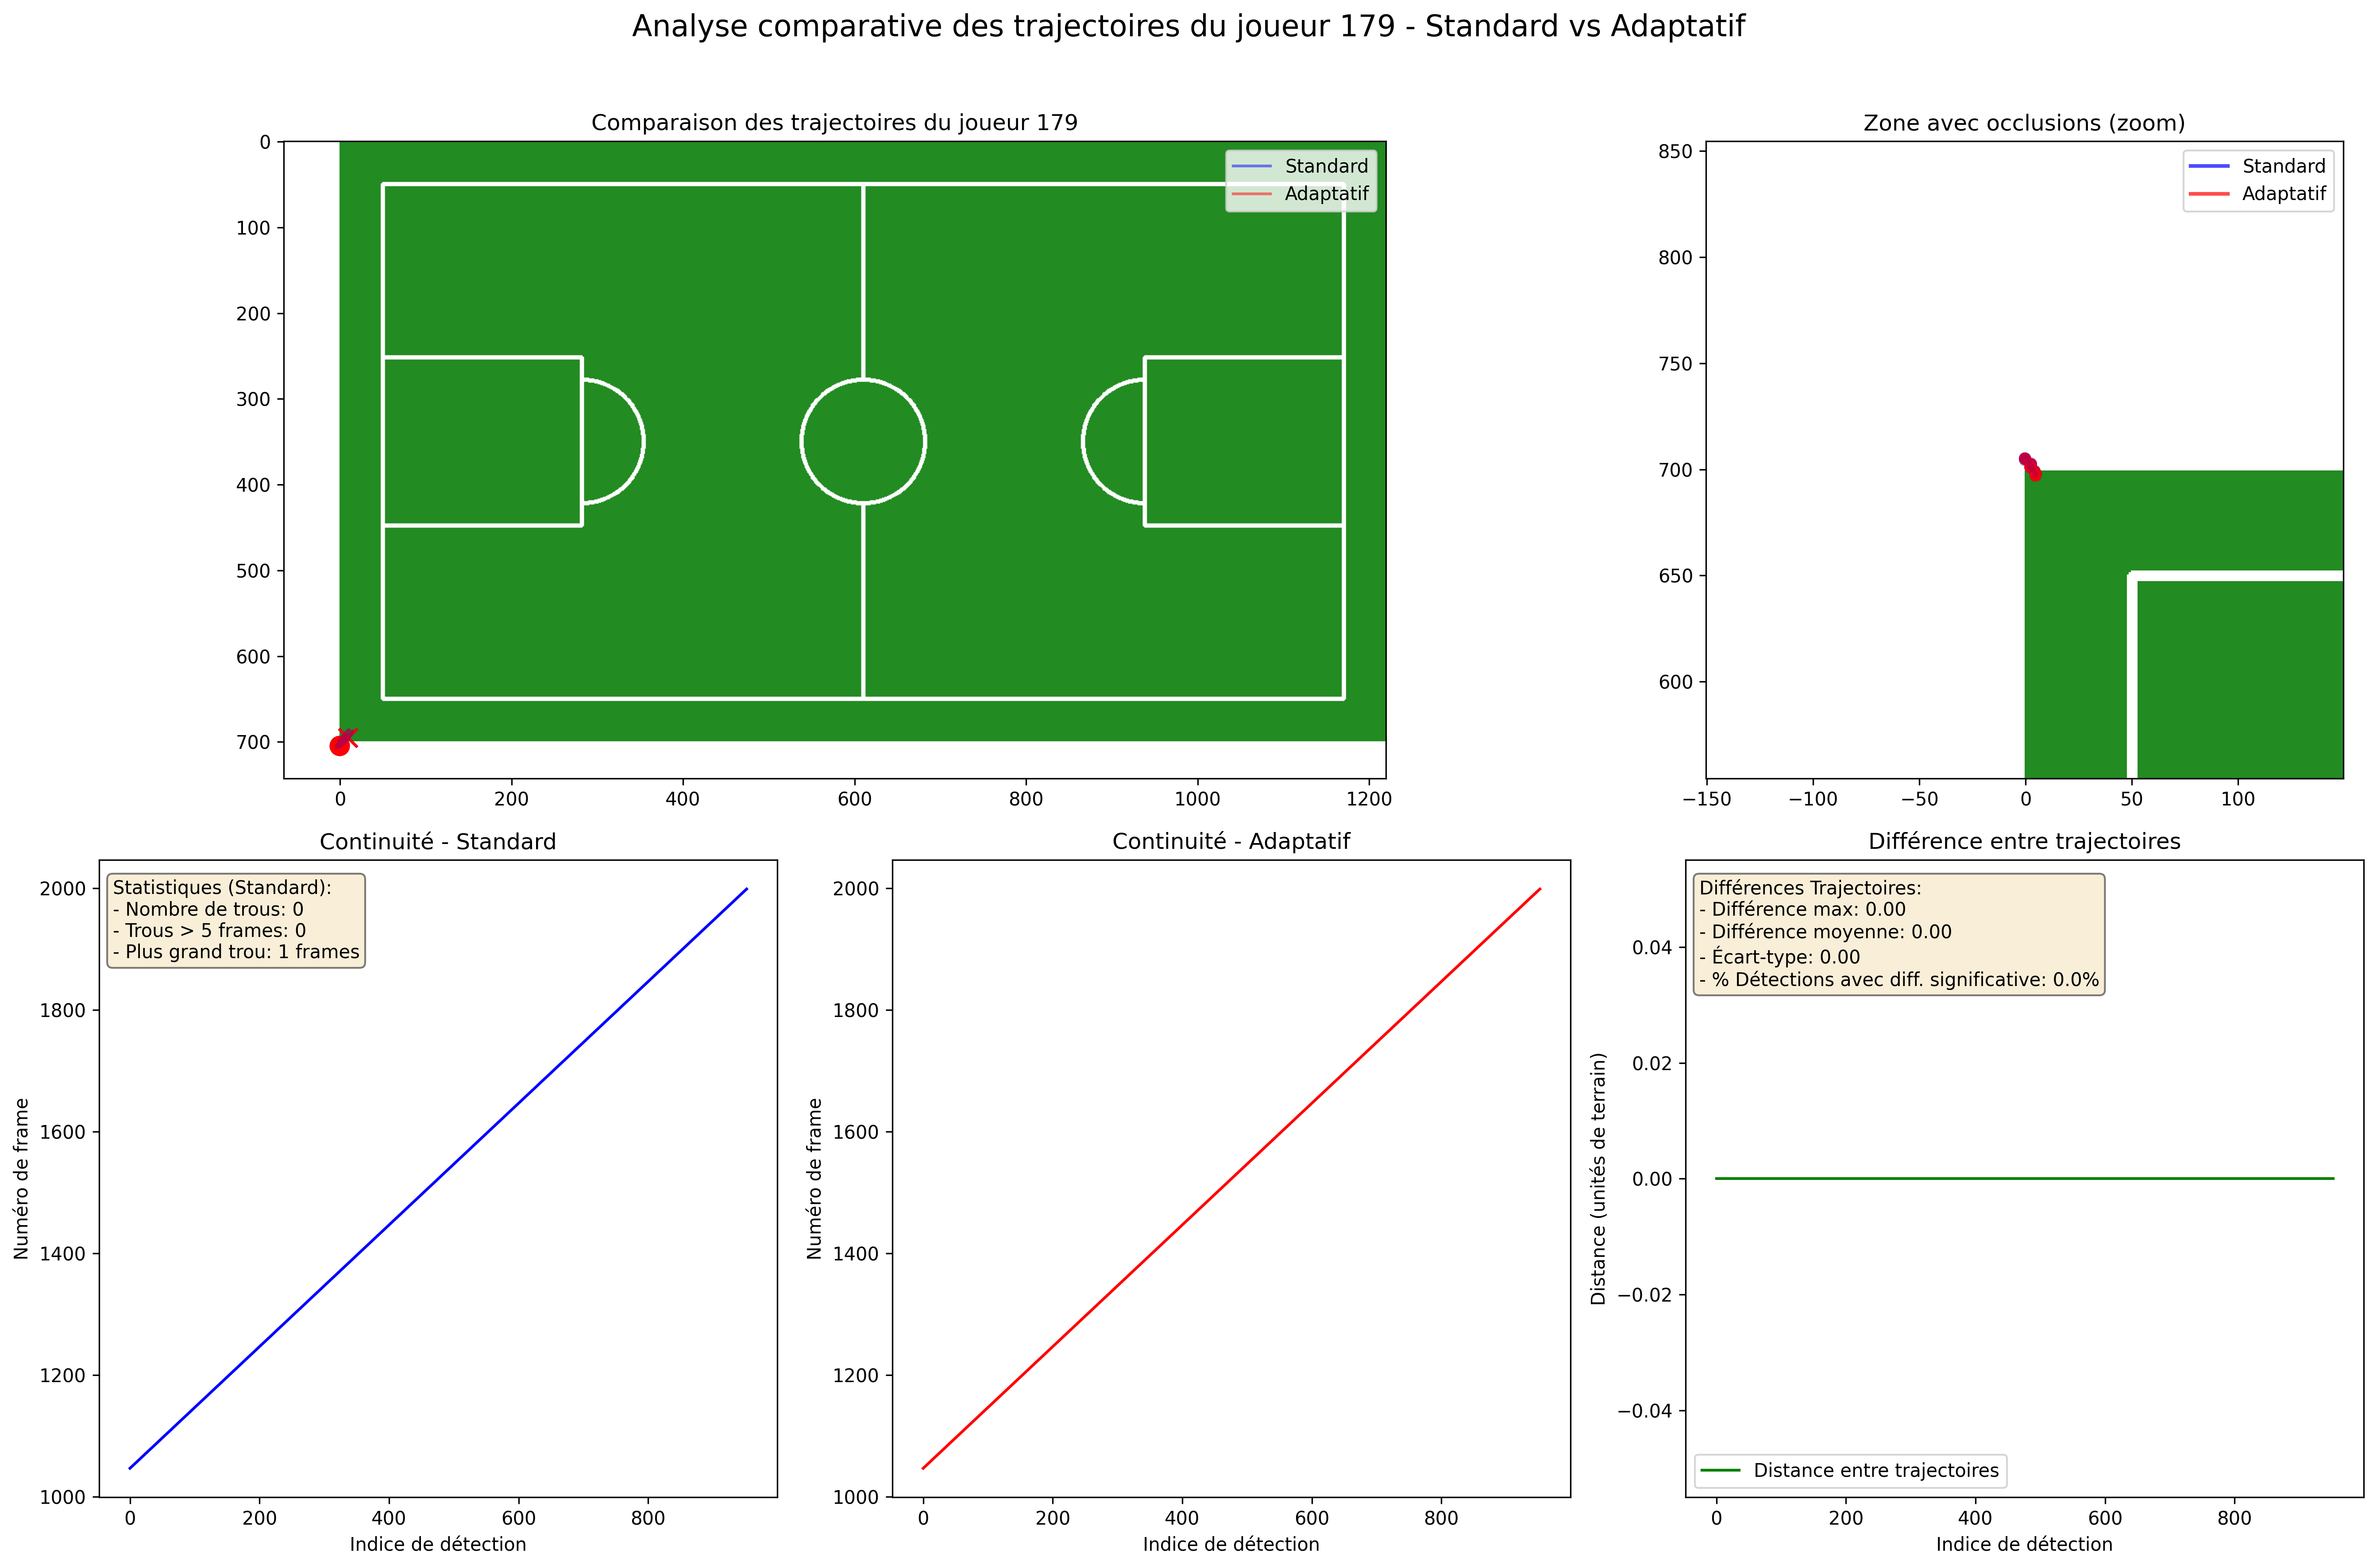 Analyse comparative des trajectoires du joueur 179 - Standard vs Adaptatif
Comparaison des trajectoires du joueur 179
Standard
Adaptatif
0
100
200
300
400
500
600
700
0 200 400 600 800 1000 1200
Zone avec occlusions (zoom)
Standard
Adaptatif
850
800
750
700
650
600
−150 −100 −50 0 50 100
Continuité - Standard
Statistiques (Standard):
- Nombre de trous: 0
- Trous > 5 frames: 0
- Plus grand trou: 1 frames
Numéro de frame
2000
1800
1600
1400
1200
1000
0 200 400 600 800
Indice de détection
Continuité - Adaptatif
Numéro de frame
2000
1800
1600
1400
1200
1000
0 200 400 600 800
Indice de détection
Différence entre trajectoires
Différences Trajectoires:
- Différence max: 0.00
- Différence moyenne: 0.00
- Écart-type: 0.00
- % Détections avec diff. significative: 0.0%
Distance (unités de terrain)
0.04
0.02
0.00
−0.02
−0.04
Distance entre trajectoires
0 200 400 600 800
Indice de détection